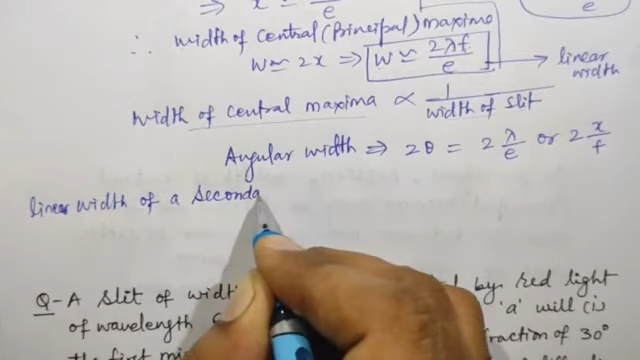 ⇒ x = e
e
∴ Width of Central (Principal) maxima
W ≃ 2x ⇒ W ≃ 2λf/e → linear width
Width of Central maxima ∝ 1/width of Slit
Angular width ⇒ 2θ = 2 λ/e or 2 x/f
linear width of a Seconda
Q- A Slit of widt by red light
of wavelength 'a' will (i)
the first mi fraction of 30°